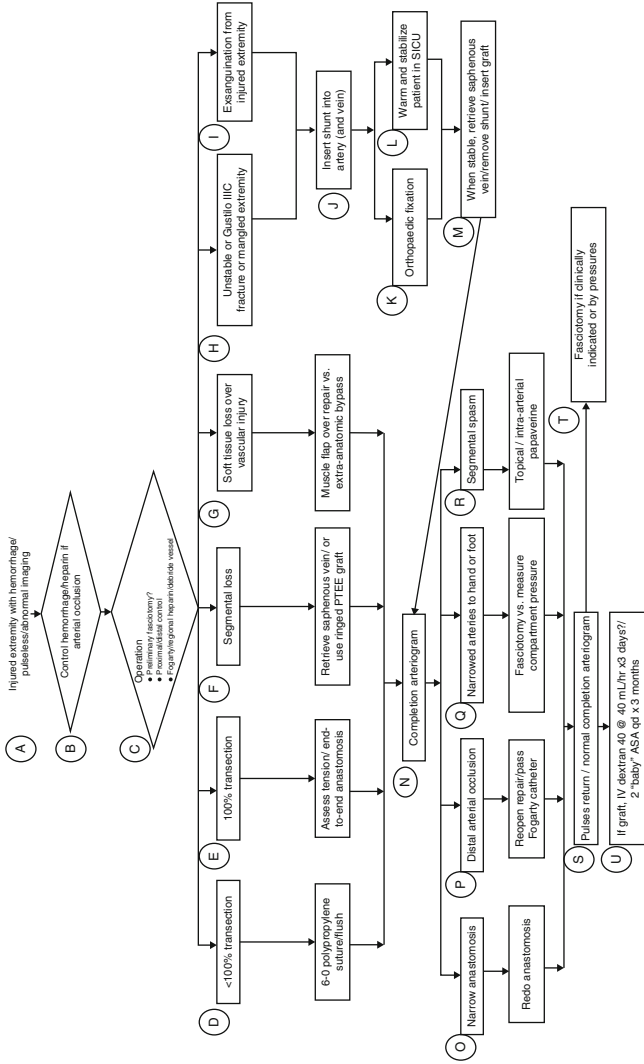 A
Injured extremity with hemorrhage/
pulseless/abnormal imaging
B
Control hemorrhage/heparin if
arterial occlusion
C
Operation
● Preliminary fasciotomy?
● Proximal/distal control
● Fogarty/regional heparin/debride vessel
D
<100% transection
6-0 polypropylene
suture/flush
E
100% transection
Assess tension/ end-
to-end anastomosis
F
Segmental loss
Retrieve saphenous vein/ or
use ringed PTEE graft
G
Soft tissue loss over
vascular injury
Muscle flap over repair vs.
extra-anatomic bypass
H
Unstable or Gustilo IIIC
fracture or mangled extremity
I
Exsanguination from
injured extremity
J
Insert shunt into
artery (and vein)
K
Orthopaedic fixation
L
Warm and stabilize
patient in SICU
M
When stable, retrieve saphenous
vein/remove shunt/ insert graft
N
Completion arteriogram
O
Narrow anastomosis
Redo anastomosis
P
Distal arterial occlusion
Reopen repair/pass
Fogarty catheter
Q
Narrowed arteries to hand or foot
Fasciotomy vs. measure
compartment pressure
R
Segmental spasm
Topical / intra-arterial
papaverine
S
Pulses return / normal completion arteriogram
T
Fasciotomy if clinically
indicated or by pressures
U
If graft, IV dextran 40 @ 40 mL/hr x3 days?/
2 "baby" ASA qd x 3 months